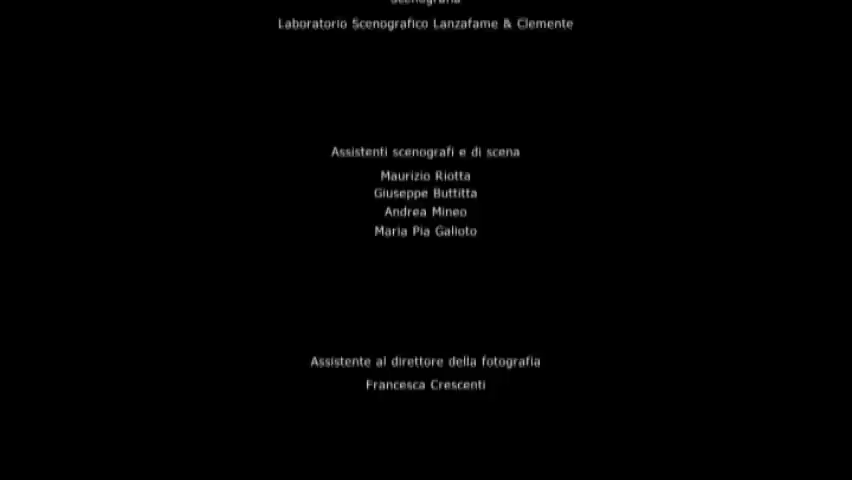 Scenografia
Laboratorio Scenografico Lanzafame & Clemente
Assistenti scenografi e di scena
Maurizio Riotta
Giuseppe Buttitta
Andrea Mineo
Maria Pia Galioto
Assistente al direttore della fotografia
Francesca Crescenti